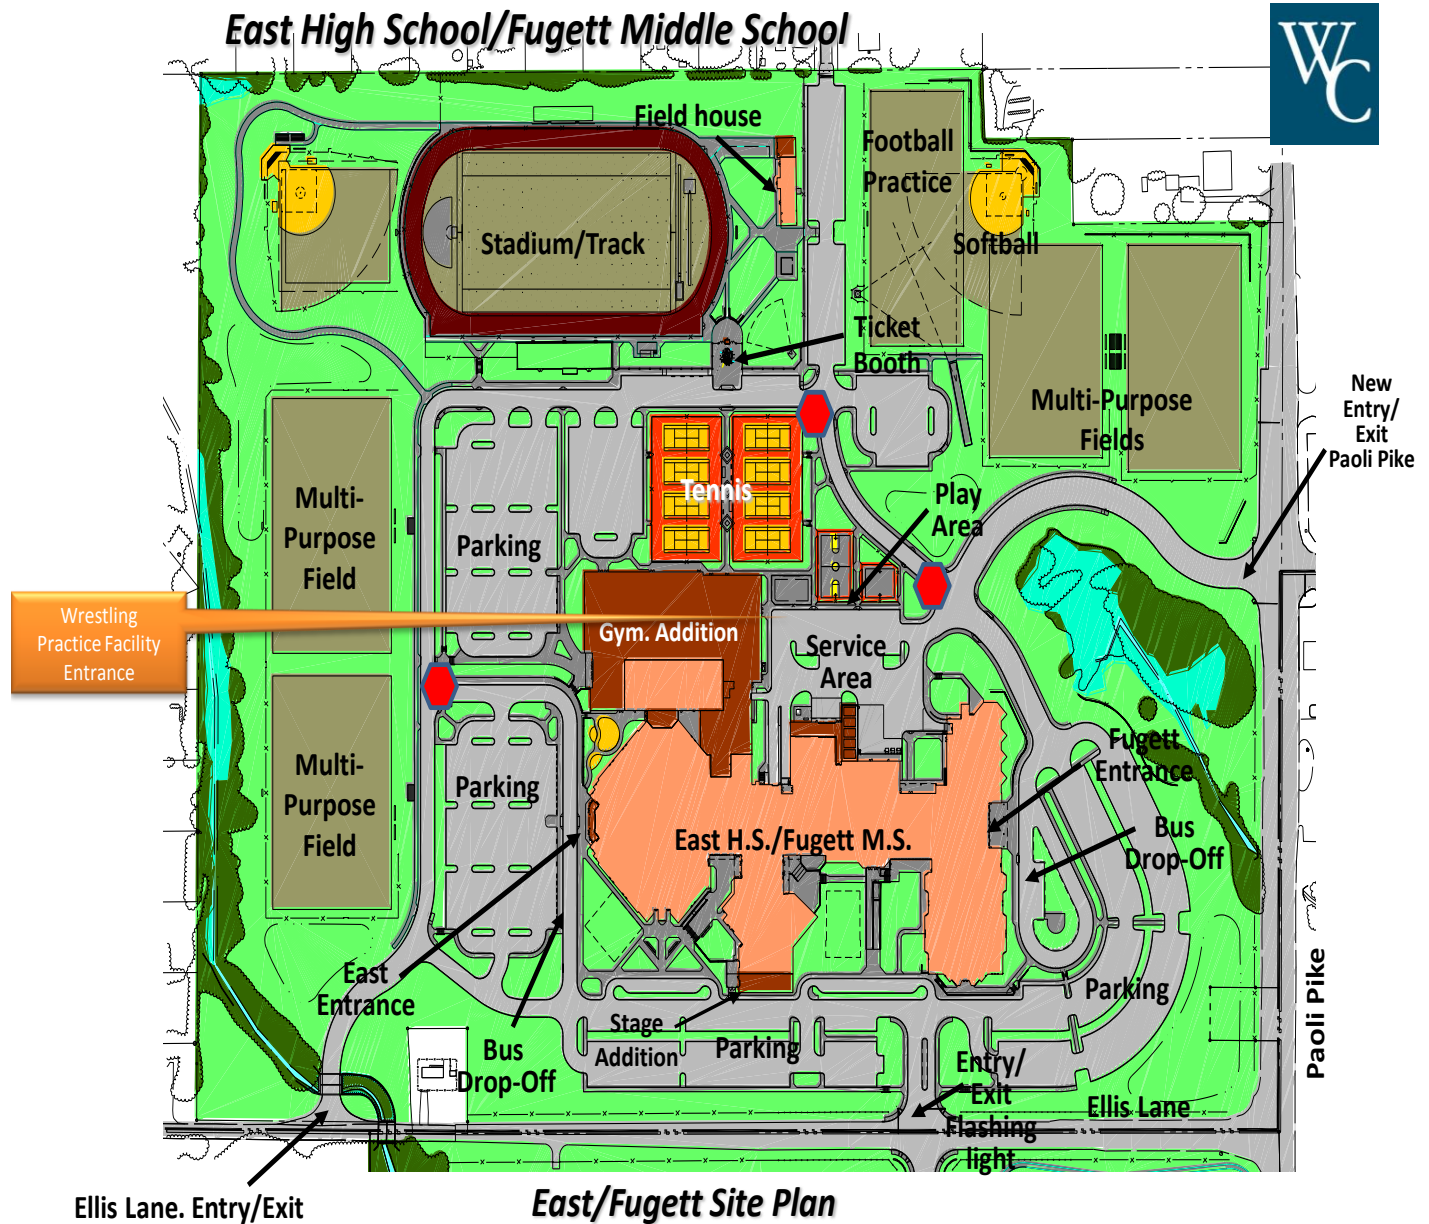 East High School/Fugett Middle School
WC
Field house
Football
Practice
Stadium/Track
Softball
Ticket
Booth
Multi-Purpose
Fields
New
Entry/
Exit
Paoli Pike
Tennis
Play
Area
Multi-
Purpose
Field
Parking
Wrestling
Practice Facility
Entrance
Gym. Addition
Service
Area
Multi-
Purpose
Field
Parking
Fugett
Entrance
East H.S./Fugett M.S.
Bus
Drop-Off
East
Entrance
Parking
Paoli Pike
Stage
Addition
Parking
Bus
Drop-Off
Entry/
Exit
Flashing
light
Ellis Lane
Ellis Lane. Entry/Exit
East/Fugett Site Plan